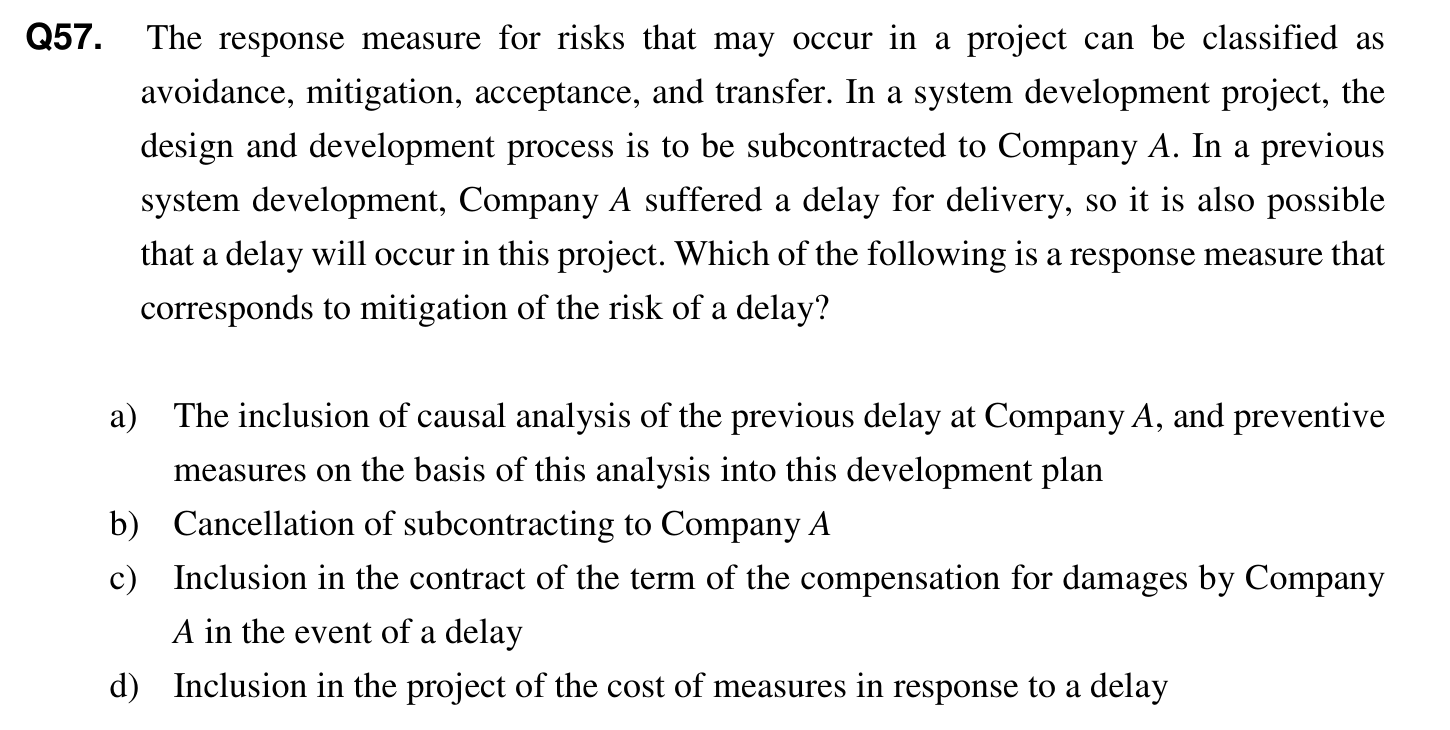 Q57. The response measure for risks that may occur in a project can be classified as
avoidance, mitigation, acceptance, and transfer. In a system development project, the
design and development process is to be subcontracted to Company A. In a previous
system development, Company A suffered a delay for delivery, so it is also possible
that a delay will occur in this project. Which of the following is a response measure that
corresponds to mitigation of the risk of a delay?
a) The inclusion of causal analysis of the previous delay at Company A, and preventive
measures on the basis of this analysis into this development plan
b) Cancellation of subcontracting to Company A
c) Inclusion in the contract of the term of the compensation for damages by Company
A in the event of a delay
d) Inclusion in the project of the cost of measures in response to a delay